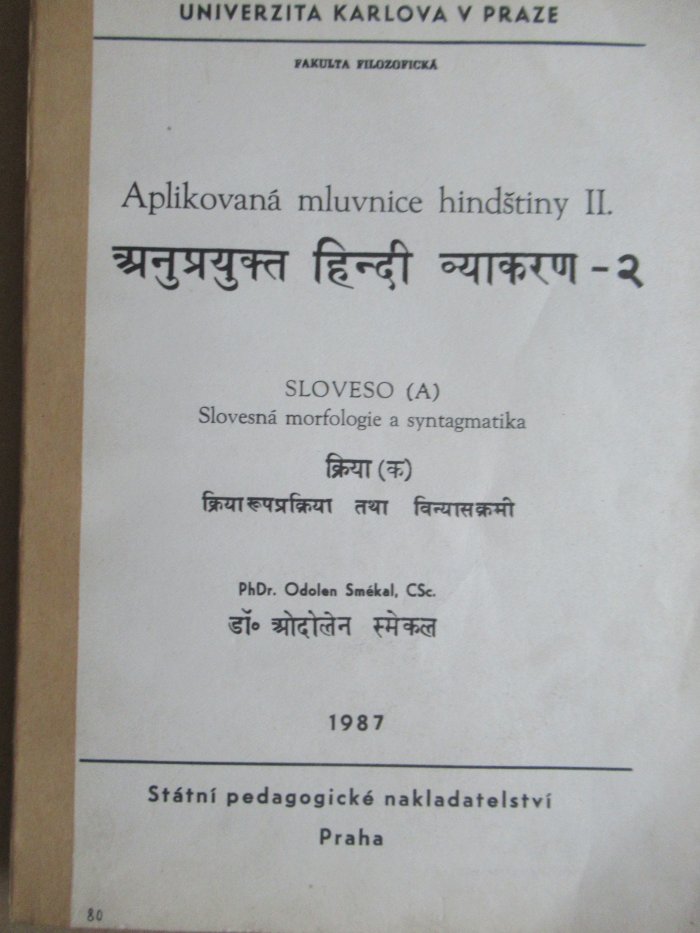 UNIVERZITA KARLOVA V PRAZE
FAKULTA FILOZOFICKÁ
Aplikovaná mluvnice hindštiny II.
अनुप्रयुक्त हिन्दी व्याकरण - २
SLOVESO (A)
Slovesná morfologie a syntagmatika
क्रिया (क)
क्रियारूपप्रक्रिया तथा विन्यासक्रमी
PhDr. Odolen Smékal, CSc.
डॉ॰ ओदोलेन स्मेकल
1987
Státní pedagogické nakladatelství
Praha
80